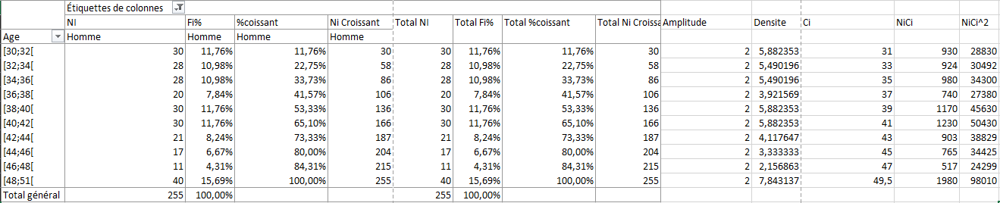 Étiquettes de colonnes
NI Fi% %coissant Ni Croissant Total NI Total Fi% Total %coissant Total Ni Croissa Amplitude Densite Ci NiCi NiCi^2
Age Homme Homme Homme Homme
[30;32[ 30 11,76% 11,76% 30 30 11,76% 11,76% 30 2 5,882353 31 930 28830
[32;34[ 28 10,98% 22,75% 58 28 10,98% 22,75% 58 2 5,490196 33 924 30492
[34;36[ 28 10,98% 33,73% 86 28 10,98% 33,73% 86 2 5,490196 35 980 34300
[36;38[ 20 7,84% 41,57% 106 20 7,84% 41,57% 106 2 3,921569 37 740 27380
[38;40[ 30 11,76% 53,33% 136 30 11,76% 53,33% 136 2 5,882353 39 1170 45630
[40;42[ 30 11,76% 65,10% 166 30 11,76% 65,10% 166 2 5,882353 41 1230 50430
[42;44[ 21 8,24% 73,33% 187 21 8,24% 73,33% 187 2 4,117647 43 903 38829
[44;46[ 17 6,67% 80,00% 204 17 6,67% 80,00% 204 2 3,333333 45 765 34425
[46;48[ 11 4,31% 84,31% 215 11 4,31% 84,31% 215 2 2,156863 47 517 24299
[48;51[ 40 15,69% 100,00% 255 40 15,69% 100,00% 255 2 7,843137 49,5 1980 98010
Total général 255 100,00% 255 100,00%